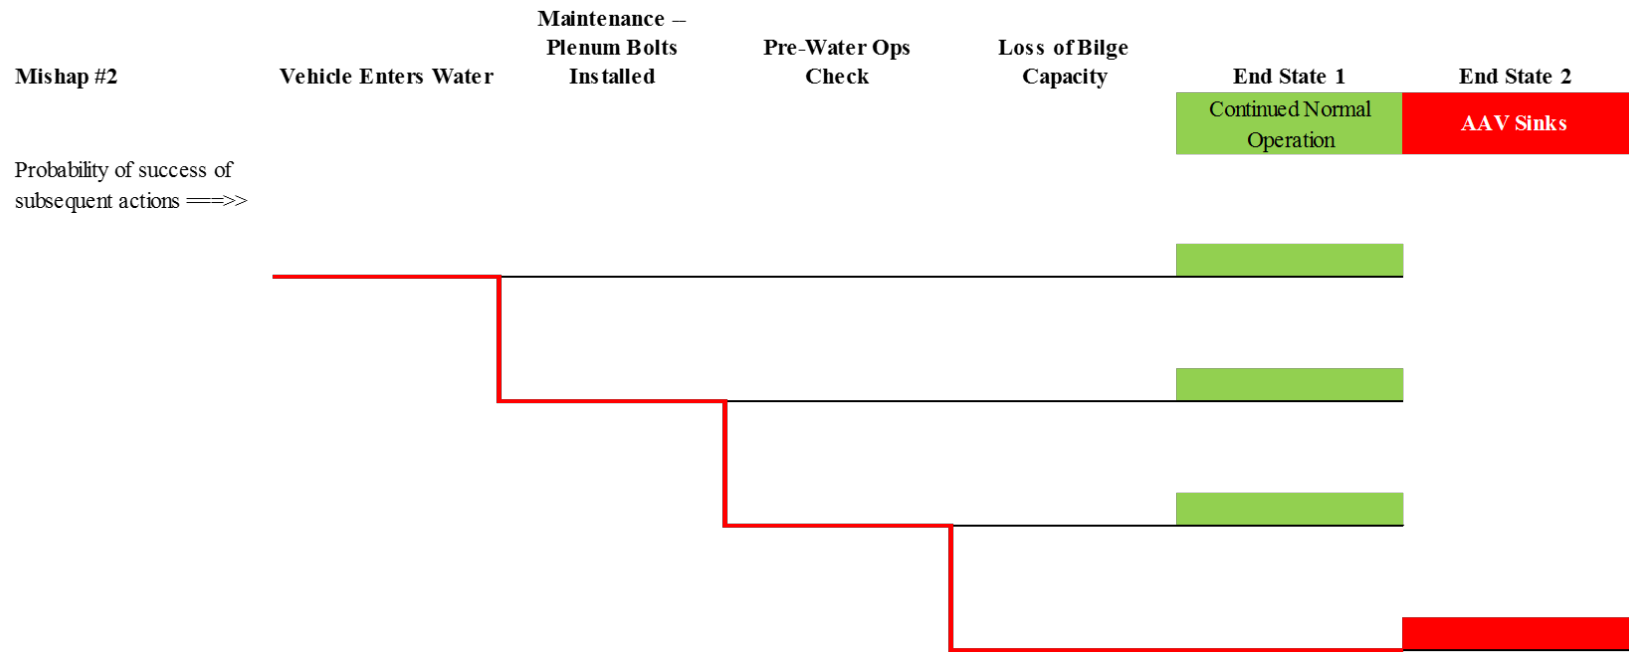 Mishap #2
Vehicle Enters Water
Maintenance –
Plenum Bolts
Installed
Pre-Water Ops
Check
Loss of Bilge
Capacity
End State 1
End State 2
Continued Normal
Operation
AAV Sinks
Probability of success of
subsequent actions ===>>